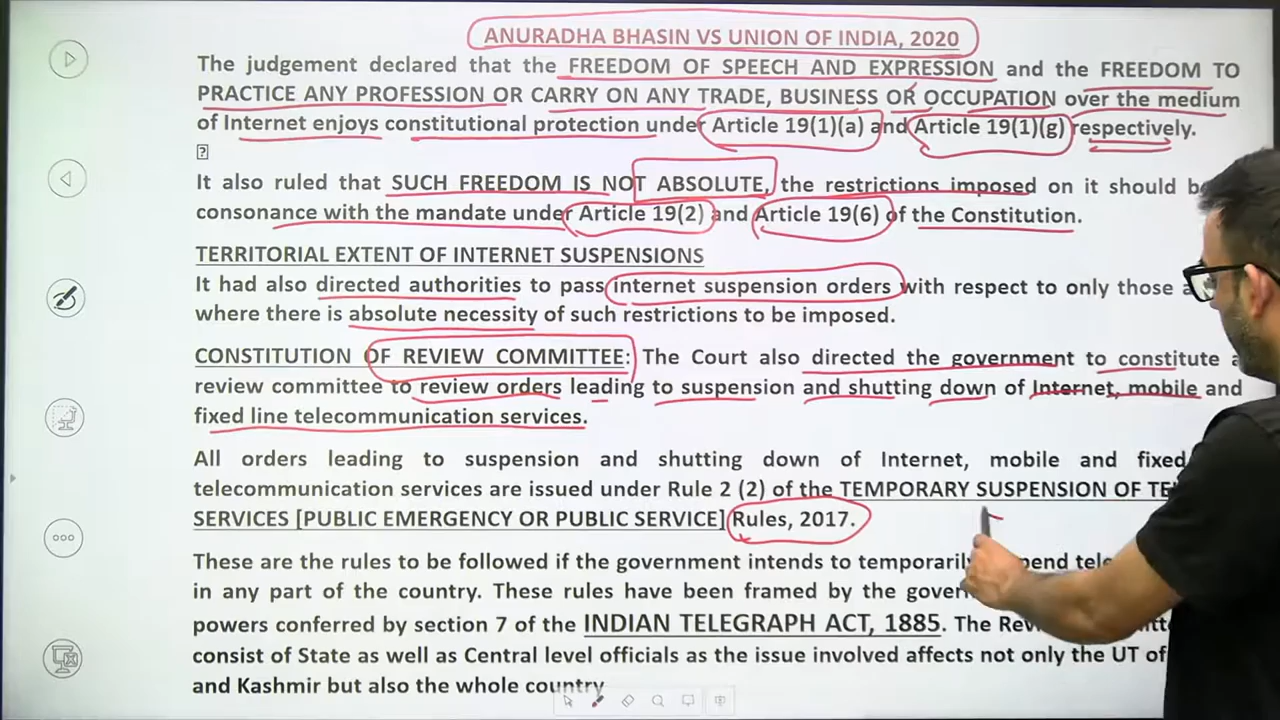 ANURADHA BHASIN VS UNION OF INDIA, 2020
The judgement declared that the FREEDOM OF SPEECH AND EXPRESSION and the FREEDOM TO
PRACTICE ANY PROFESSION OR CARRY ON ANY TRADE, BUSINESS OR OCCUPATION over the medium
of Internet enjoys constitutional protection under Article 19(1)(a) and Article 19(1)(g) respectively.
It also ruled that SUCH FREEDOM IS NOT ABSOLUTE, the restrictions imposed on it should
consonance with the mandate under Article 19(2) and Article 19(6) of the Constitution.
TERRITORIAL EXTENT OF INTERNET SUSPENSIONS
It had also directed authorities to pass internet suspension orders with respect to only those
where there is absolute necessity of such restrictions to be imposed.
CONSTITUTION OF REVIEW COMMITTEE: The Court also directed the government to constitute a
review committee to review orders leading to suspension and shutting down of Internet, mobile and
fixed line telecommunication services.
All orders leading to suspension and shutting down of Internet, mobile and fixed
telecommunication services are issued under Rule 2 (2) of the TEMPORARY SUSPENSION OF
SERVICES [PUBLIC EMERGENCY OR PUBLIC SERVICE] Rules, 2017.
These are the rules to be followed if the government intends to
in any part of the country. These rules have been framed by the
powers conferred by section 7 of the INDIAN TELEGRAPH ACT, 1885. The
consist of State as well as Central level officials as the issue involved affects not only the UT of
and Kashmir but also the whole country